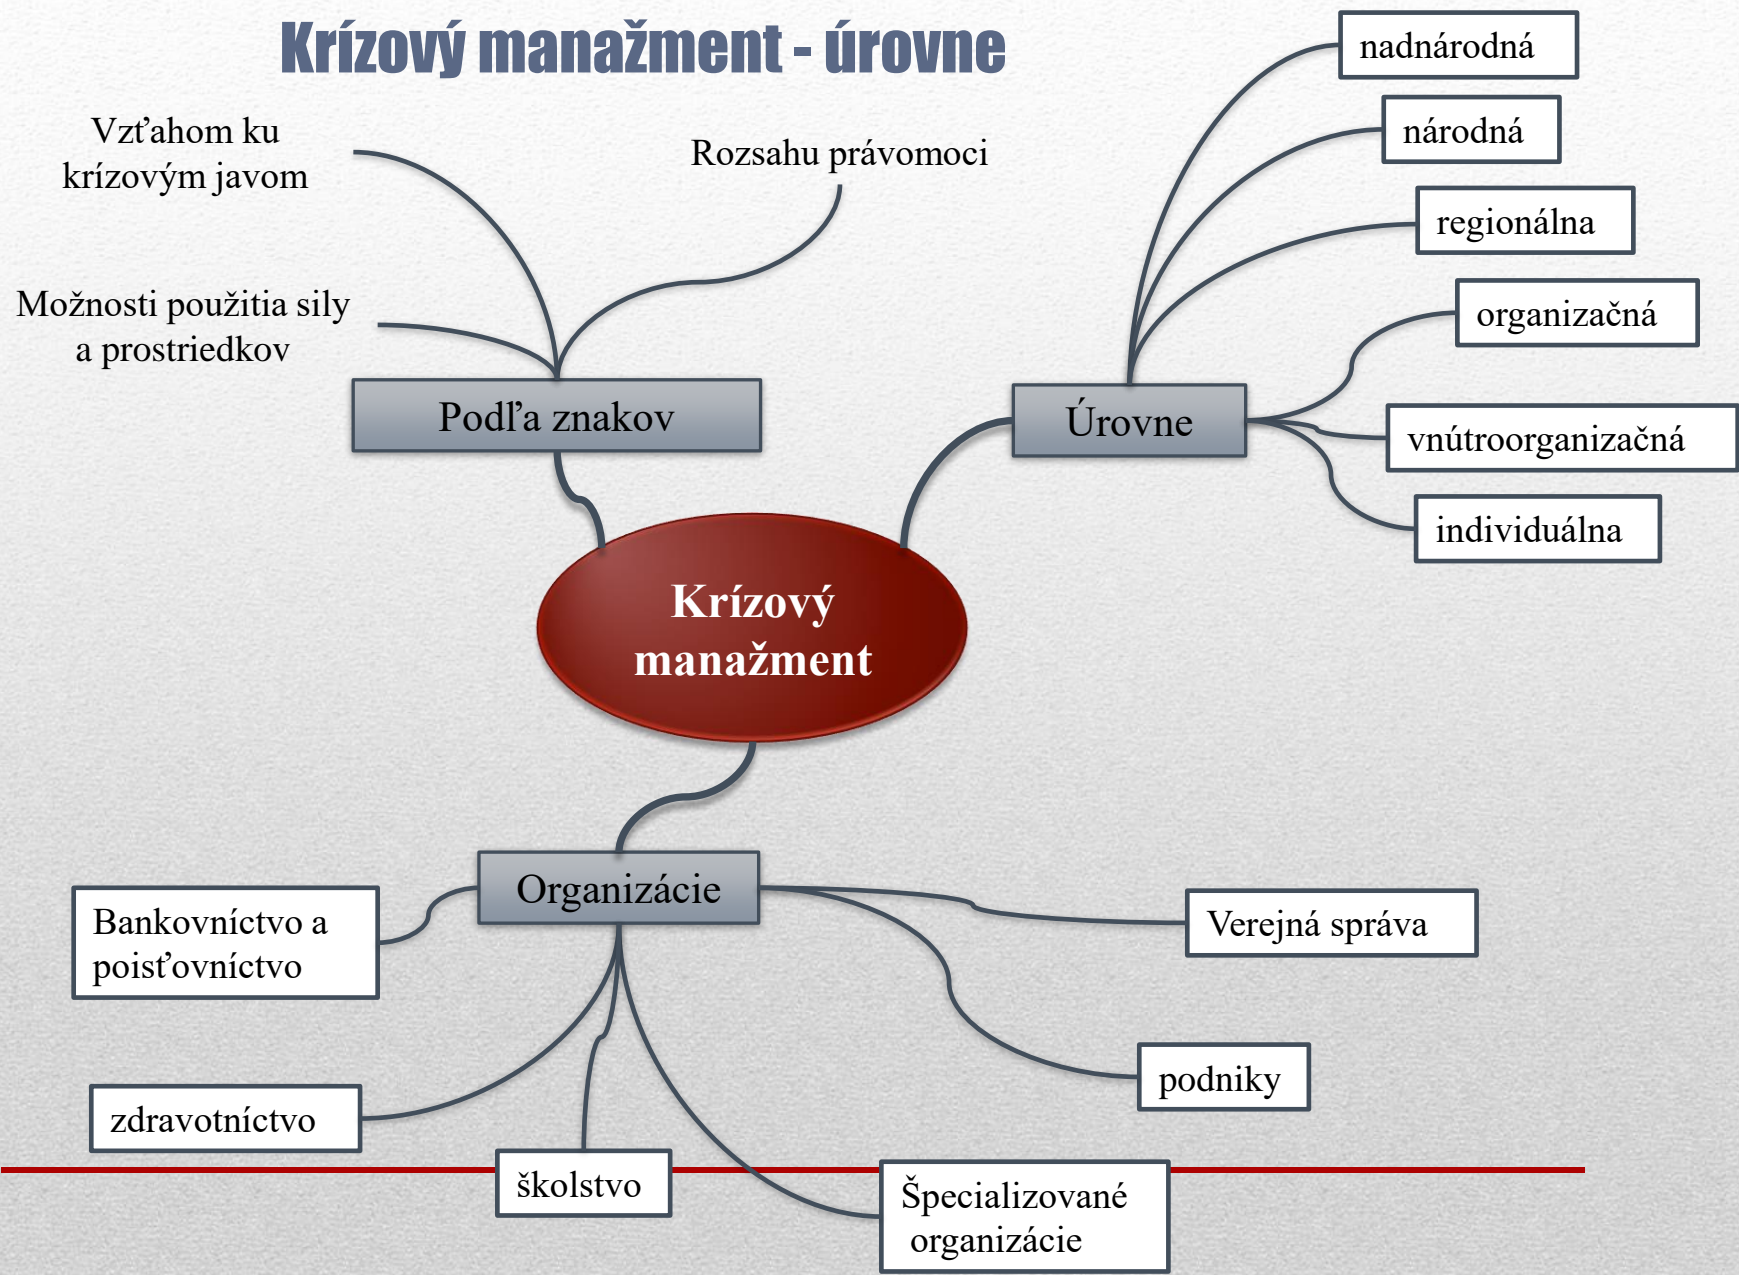 Krízový manažment - úrovne
Vzťahom ku
krízovým javom
Rozsahu právomoci
Možnosti použitia sily
a prostriedkov
Podľa znakov
Úrovne
nadnárodná
národná
regionálna
organizačná
vnútroorganizačná
individuálna
Krízový
manažment
Organizácie
Bankovníctvo a
poisťovníctvo
zdravotníctvo
školstvo
Špecializované
organizácie
podniky
Verejná správa